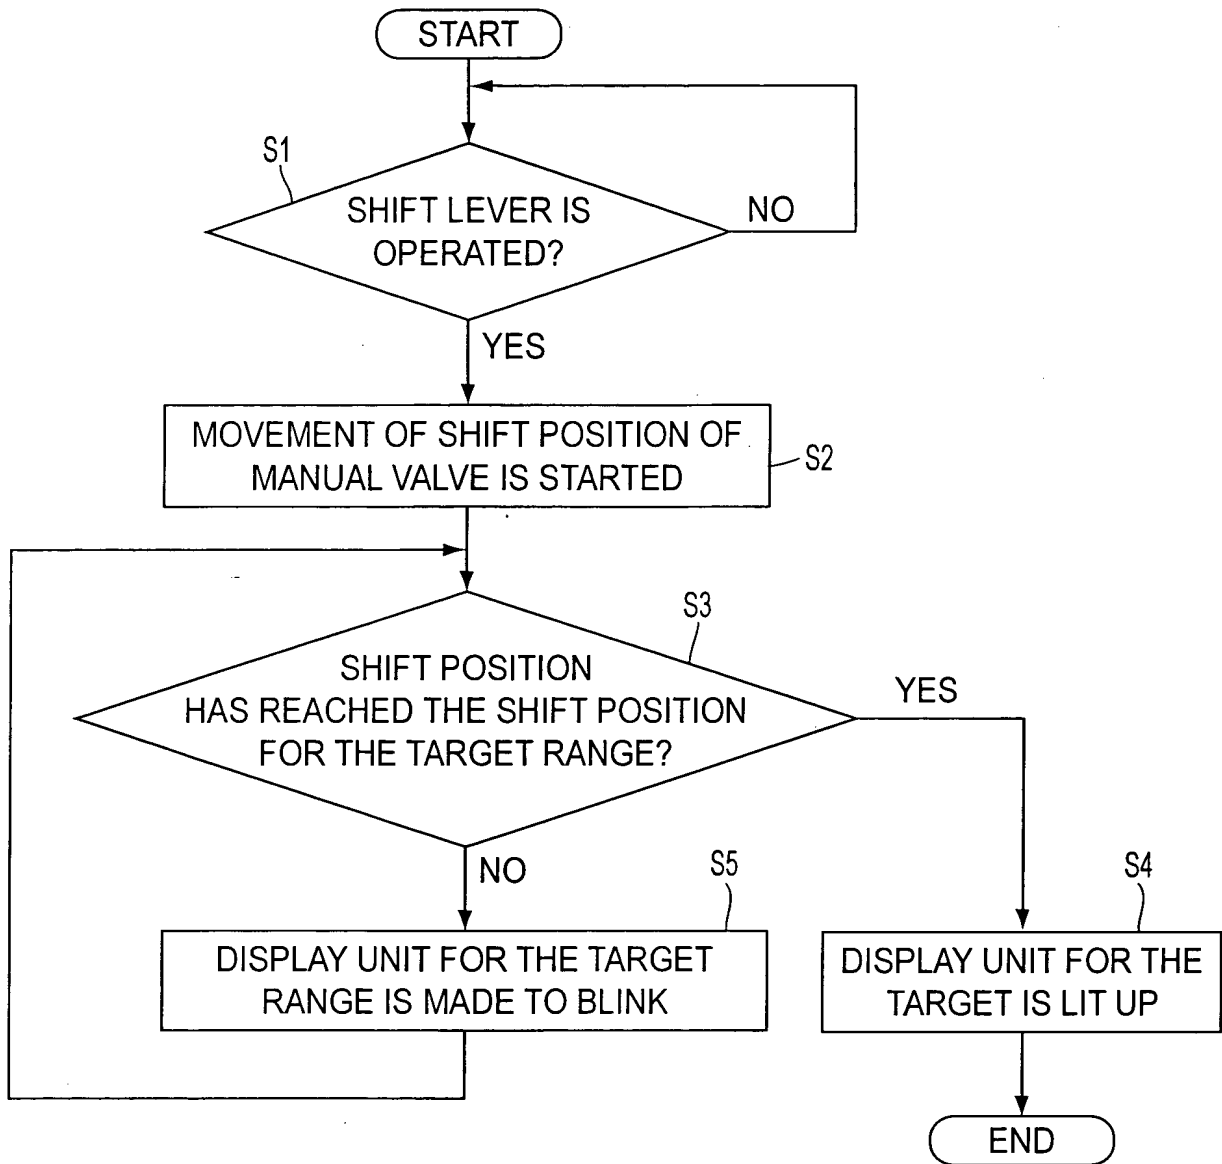 START
S1
SHIFT LEVER IS
OPERATED?
NO
YES
MOVEMENT OF SHIFT POSITION OF
MANUAL VALVE IS STARTED
S2
S3
SHIFT POSITION
HAS REACHED THE SHIFT POSITION
FOR THE TARGET RANGE?
YES
NO
S5
DISPLAY UNIT FOR THE TARGET
RANGE IS MADE TO BLINK
S4
DISPLAY UNIT FOR THE
TARGET IS LIT UP
END